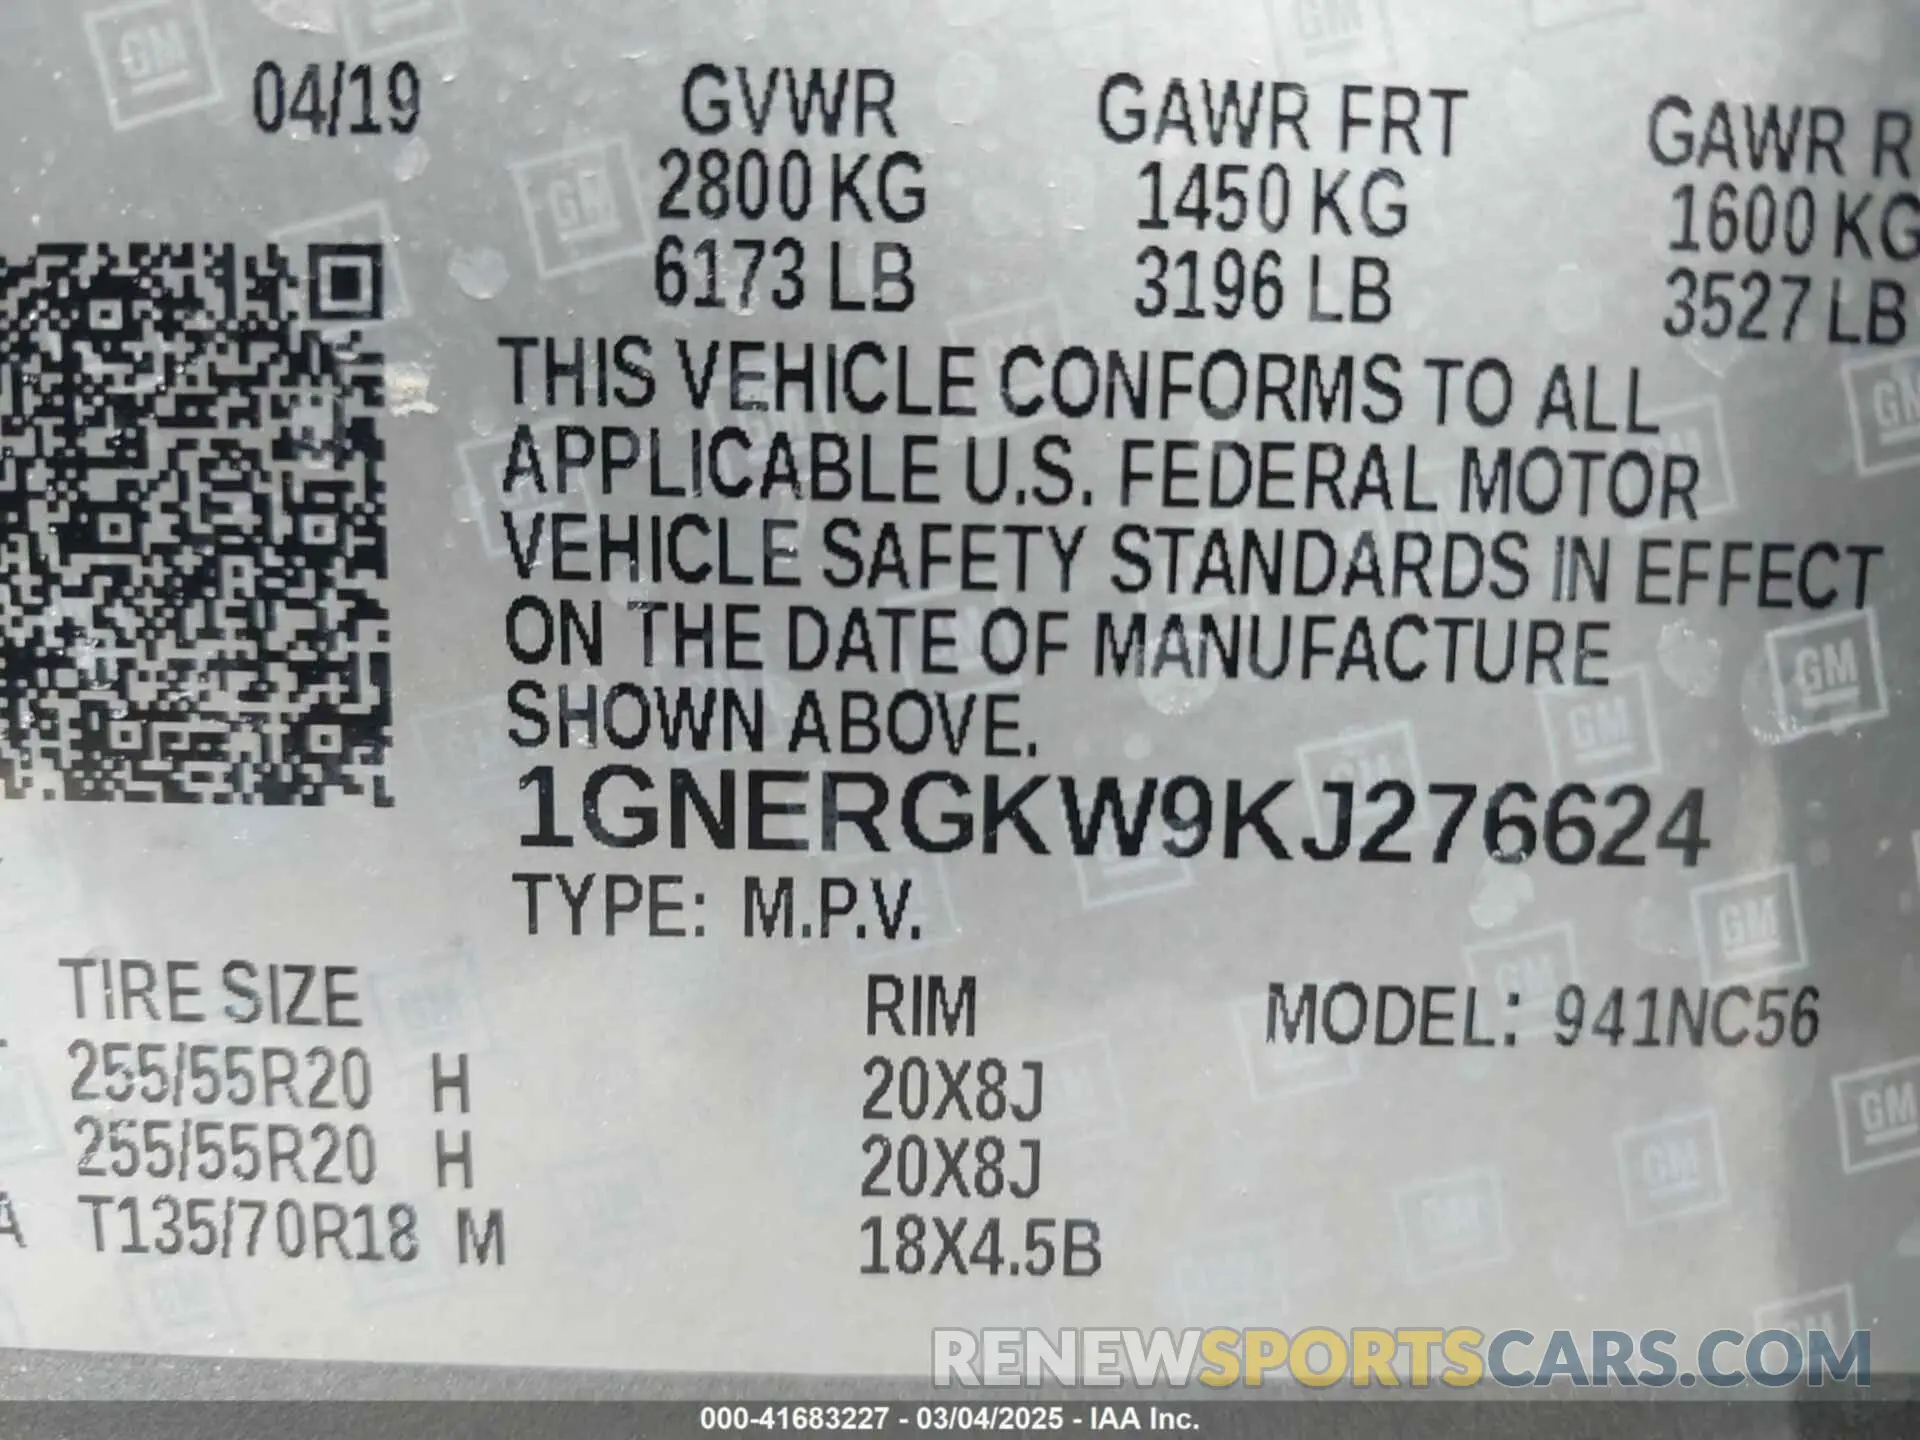 04/19 GVWR GAWR FRT GAWR R
2800 KG 1450 KG 1600 KG
6173 LB 3196 LB 3527 LB
THIS VEHICLE CONFORMS TO ALL
APPLICABLE U.S. FEDERAL MOTOR
VEHICLE SAFETY STANDARDS IN EFFECT
ON THE DATE OF MANUFACTURE
SHOWN ABOVE.
1GNERGKW9KJ276624
TYPE: M.P.V.
TIRE SIZE RIM MODEL: 941NC56
255/55R20 H 20X8J
255/55R20 H 20X8J
A T135/70R18 M 18X4.5B
GM
RENEWSPORTSCARS.COM
000-41683227 - 03/04/2025 - IAA Inc.